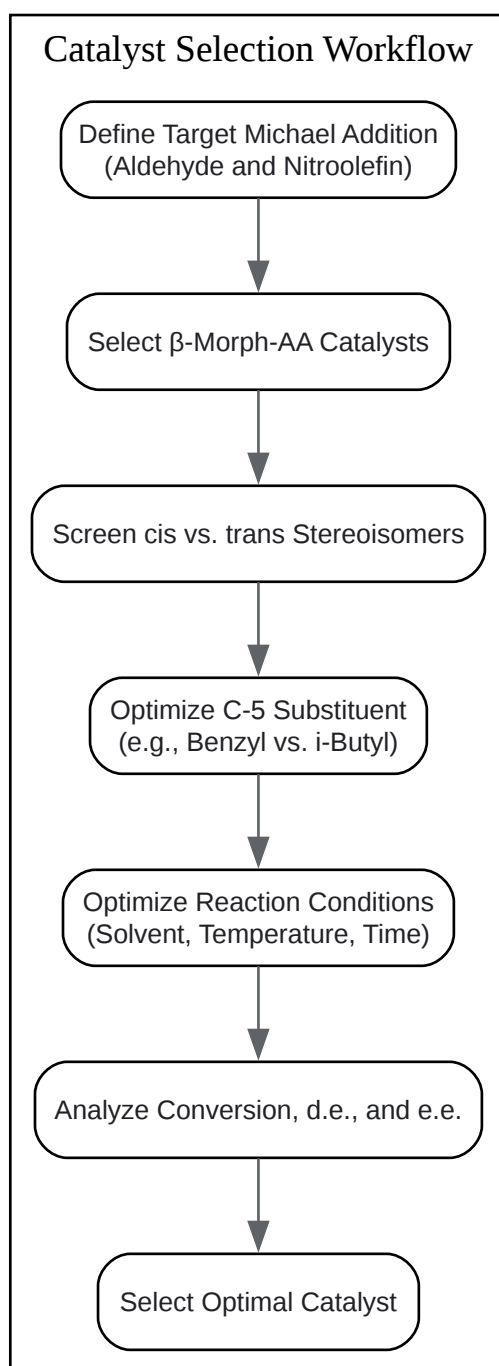 Catalyst Selection Workflow
Define Target Michael Addition
(Aldehyde and Nitroolefin)
Select β-Morph-AA Catalysts
Screen cis vs. trans Stereoisomers
Optimize C-5 Substituent
(e.g., Benzyl vs. i-Butyl)
Optimize Reaction Conditions
(Solvent, Temperature, Time)
Analyze Conversion, d.e., and e.e.
Select Optimal Catalyst